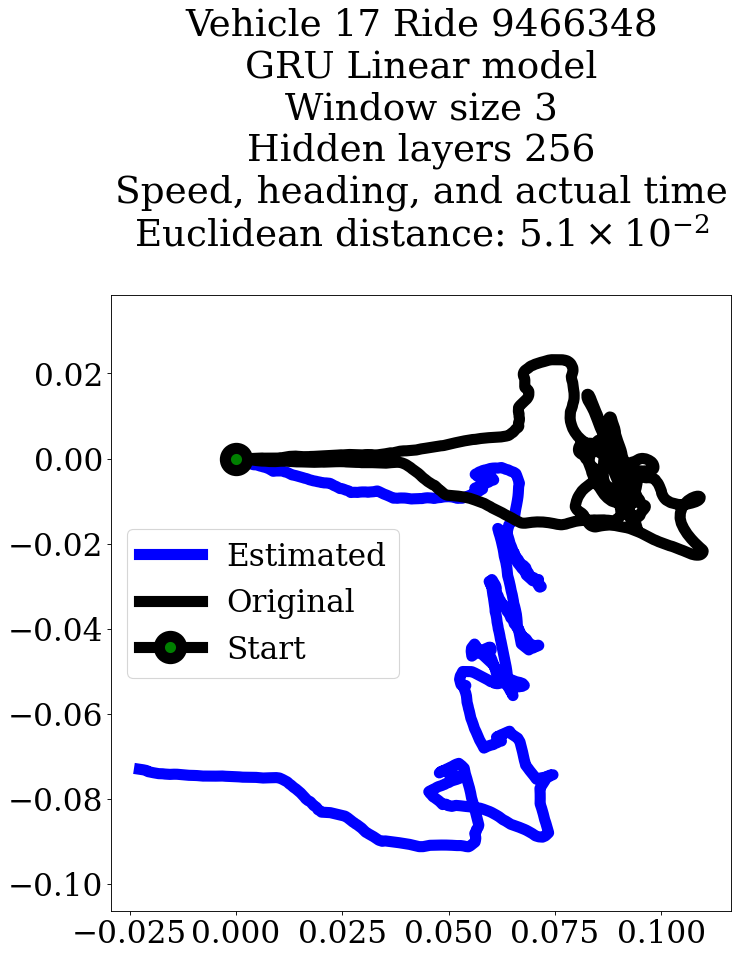 Vehicle 17 Ride 9466348
GRU Linear model
Window size 3
Hidden layers 256
Speed, heading, and actual time
Euclidean distance: 5.1 × 10⁻²
0.02
0.00
−0.02
−0.04
−0.06
−0.08
−0.10
Estimated
Original
Start
−0.025 0.000 0.025 0.050 0.075 0.100